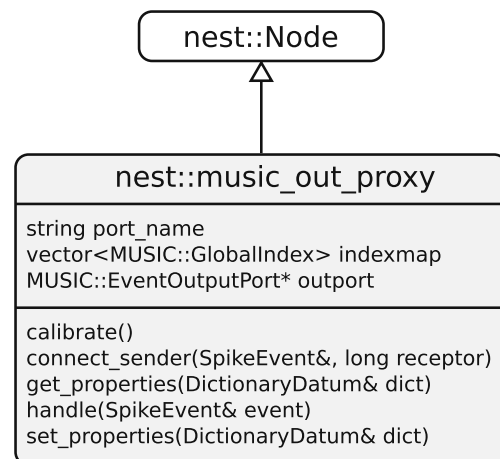 nest::Node
nest::music_out_proxy
string port_name
vector<MUSIC::GlobalIndex> indexmap
MUSIC::EventOutputPort* outport
calibrate()
connect_sender(SpikeEvent&, long receptor)
get_properties(DictionaryDatum& dict)
handle(SpikeEvent& event)
set_properties(DictionaryDatum& dict)